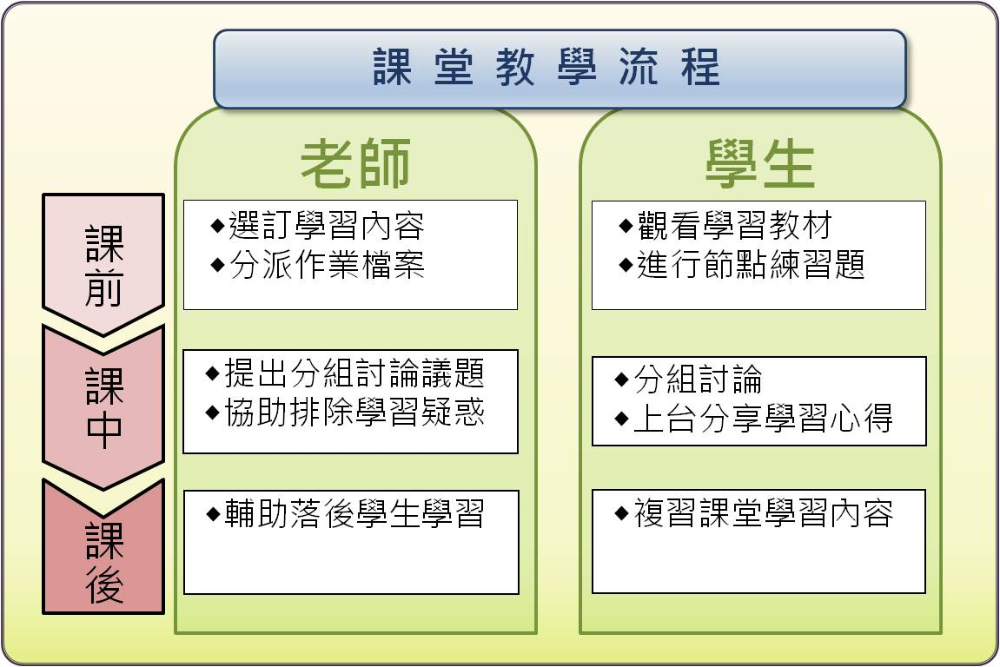 課堂教學流程
老師
學生
課前
◆選訂學習內容
◆分派作業檔案
◆觀看學習教材
◆進行節點練習題
課中
◆提出分組討論議題
◆協助排除學習疑惑
◆分組討論
◆上台分享學習心得
課後
◆輔助落後學生學習
◆複習課堂學習內容